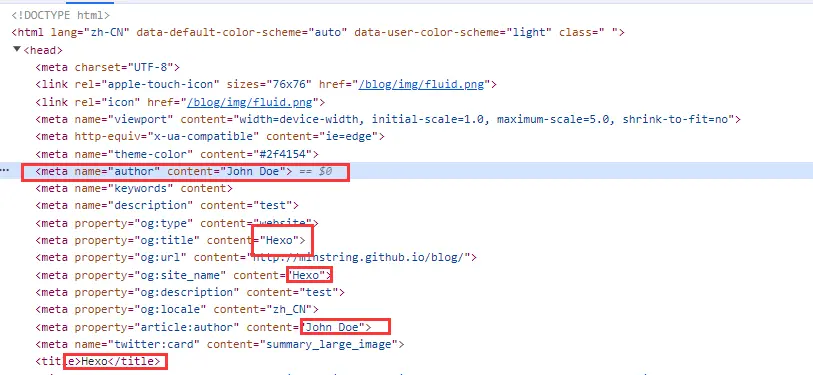 <!DOCTYPE html>
<html lang="zh-CN" data-default-color-scheme="auto" data-user-color-scheme="light" class=" ">
<head>
<meta charset="UTF-8">
<link rel="apple-touch-icon" sizes="76x76" href="/blog/img/fluid.png">
<link rel="icon" href="/blog/img/fluid.png">
<meta name="viewport" content="width=device-width, initial-scale=1.0, maximum-scale=5.0, shrink-to-fit=no">
<meta http-equiv="x-ua-compatible" content="ie=edge">
<meta name="theme-color" content="#2f4154">
<meta name="author" content="John Doe"> == $0
<meta name="keywords" content>
<meta name="description" content="test">
<meta property="og:type" content="website">
<meta property="og:title" content="Hexo">
<meta property="og:url" content="http://minstring.github.io/blog/">
<meta property="og:site_name" content="Hexo">
<meta property="og:description" content="test">
<meta property="og:locale" content="zh_CN">
<meta property="article:author" content="John Doe">
<meta name="twitter:card" content="summary_large_image">
<title>Hexo</title>